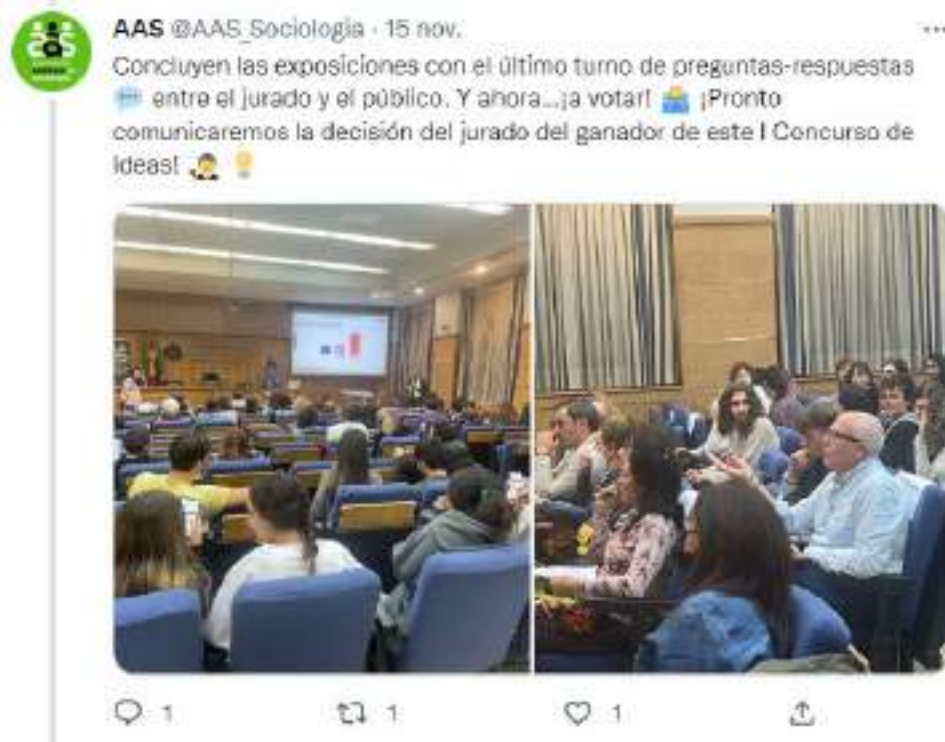 AAS @AAS_Sociologia · 15 nov.
Concluyen las exposiciones con el último turno de preguntas-respuestas
💬 entre el jurado y el público. Y ahora...¡a votar! 🗳️ ¡Pronto
comunicaremos la decisión del jurado del ganador de este I Concurso de
Ideas! 🧑‍⚖️ 💡
1 1 1